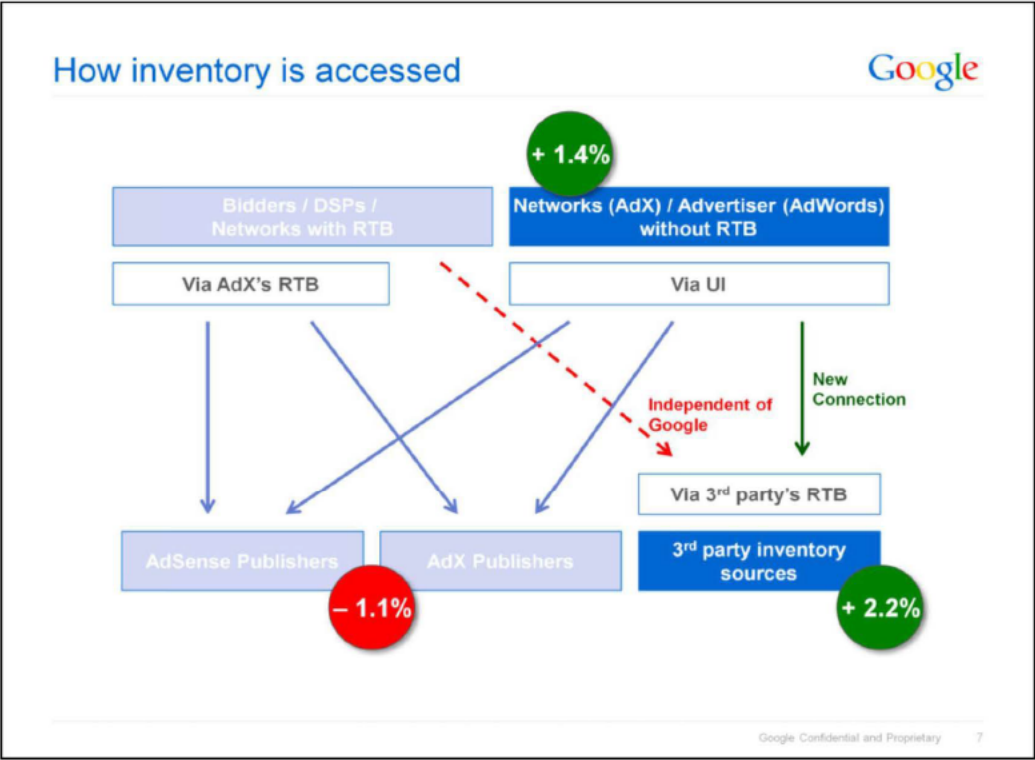 How inventory is accessed
Google
+ 1.4%
Bidders / DSPs /
Networks with RTB
Networks (AdX) / Advertiser (AdWords)
without RTB
Via AdX's RTB
Via UI
New
Connection
Independent of
Google
Via 3rd party's RTB
AdSense Publishers
AdX Publishers
3rd party inventory
sources
– 1.1%
+ 2.2%
Google Confidential and Proprietary
7